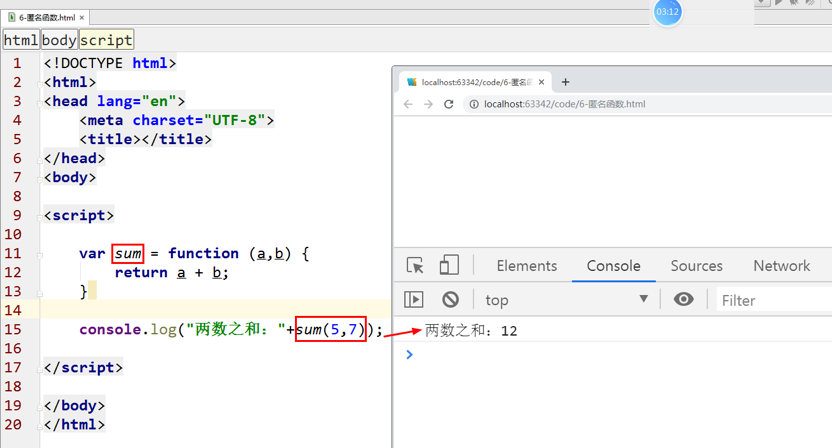 6-匿名函数.html
03:12
html body script
1 <!DOCTYPE html>
2 <html>
3 <head lang="en">
4 <meta charset="UTF-8">
5 <title></title>
6 </head>
7 <body>
8
9 <script>
10
11 var sum = function (a,b) {
12 return a + b;
13 }
14
15 console.log("两数之和："+sum(5,7));
16
17 </script>
18
19 </body>
20 </html>
localhost:63342/code/6-匿名
localhost:63342/code/6-匿名函数.html
Elements Console Sources Network
top Filter
两数之和：12